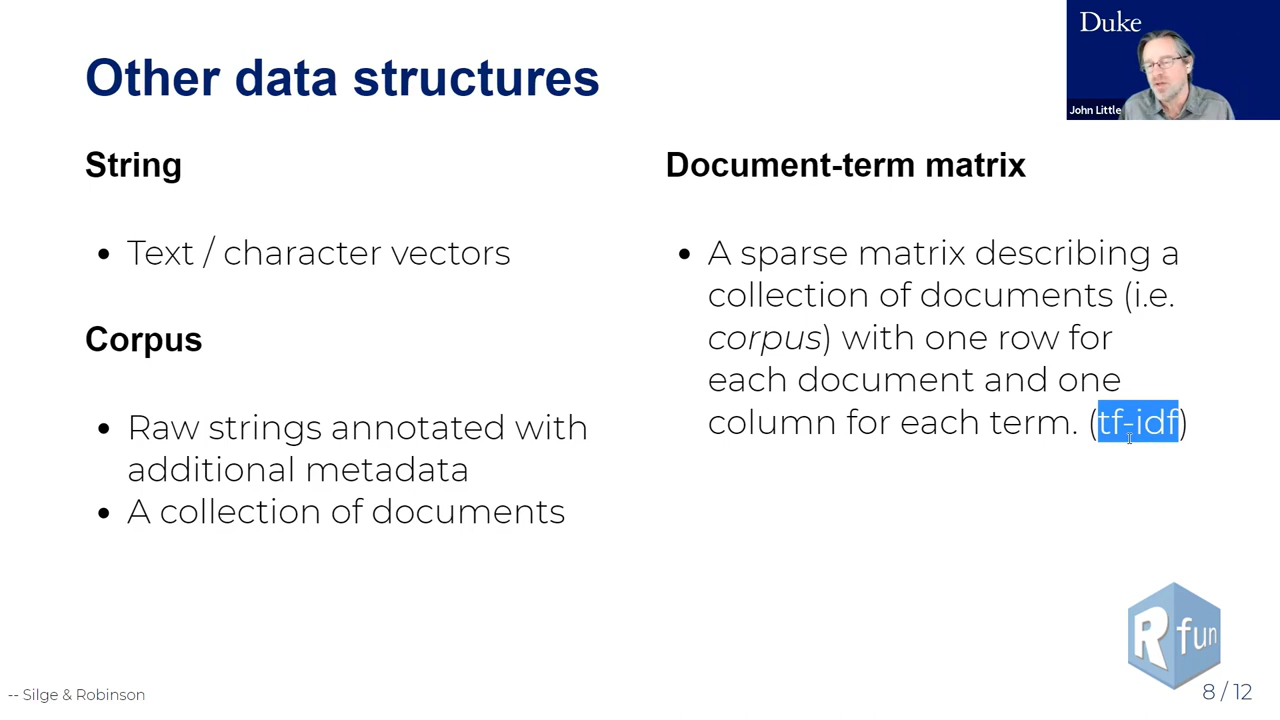 Other data structures
Duke
John Little
String
• Text / character vectors
Corpus
• Raw strings annotated with
additional metadata
• A collection of documents
Document-term matrix
• A sparse matrix describing a
collection of documents (i.e.
corpus) with one row for
each document and one
column for each term. (tf-idf)
R fun
-- Silge & Robinson
8 / 12